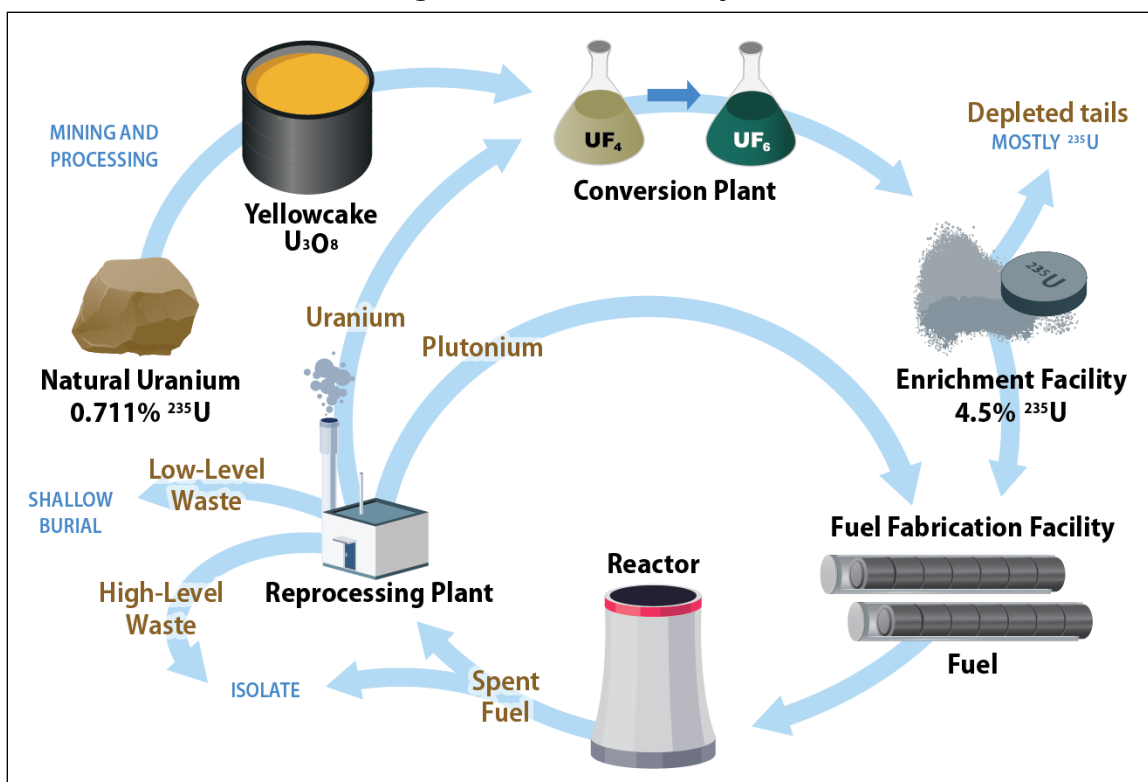 MINING AND
PROCESSING
Yellowcake
U₃O₈
UF₄
UF₆
Conversion Plant
Depleted tails
MOSTLY ²³⁵U
Natural Uranium
0.711% ²³⁵U
Uranium
Plutonium
²³⁵U
Enrichment Facility
4.5% ²³⁵U
Low-Level
Waste
SHALLOW
BURIAL
High-Level
Waste
Reprocessing Plant
ISOLATE
Spent
Fuel
Reactor
Fuel Fabrication Facility
Fuel